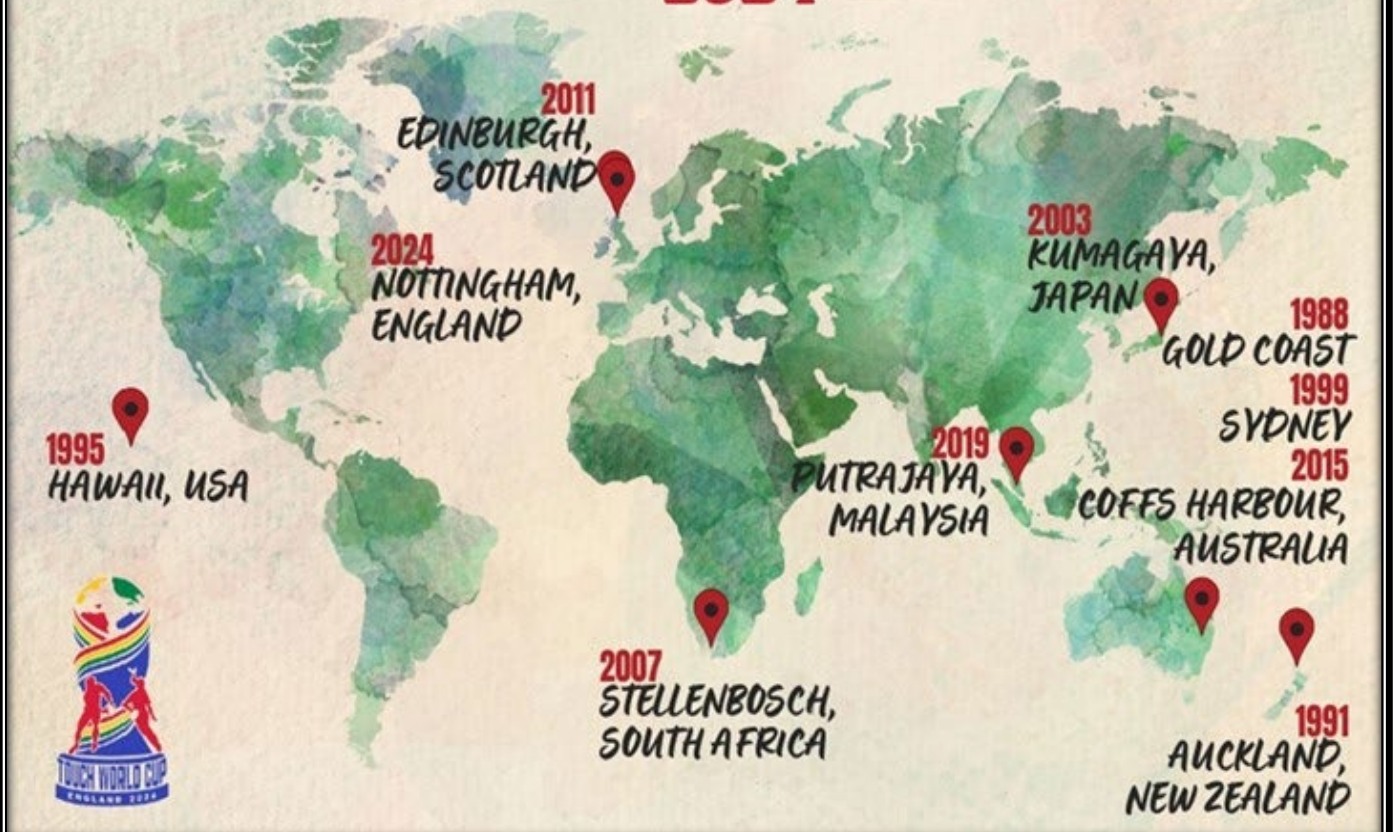 2011
EDINBURGH,
SCOTLAND
2024
NOTTINGHAM,
ENGLAND
2003
KUMAGAYA,
JAPAN
1988
GOLD COAST
1999
SYDNEY
2015
COFFS HARBOUR,
AUSTRALIA
1995
HAWAII, USA
2019
PUTRAJAYA,
MALAYSIA
2007
STELLENBOSCH,
SOUTH AFRICA
1991
AUCKLAND,
NEW ZEALAND
TOUCH WORLD CUP
ENGLAND 2024